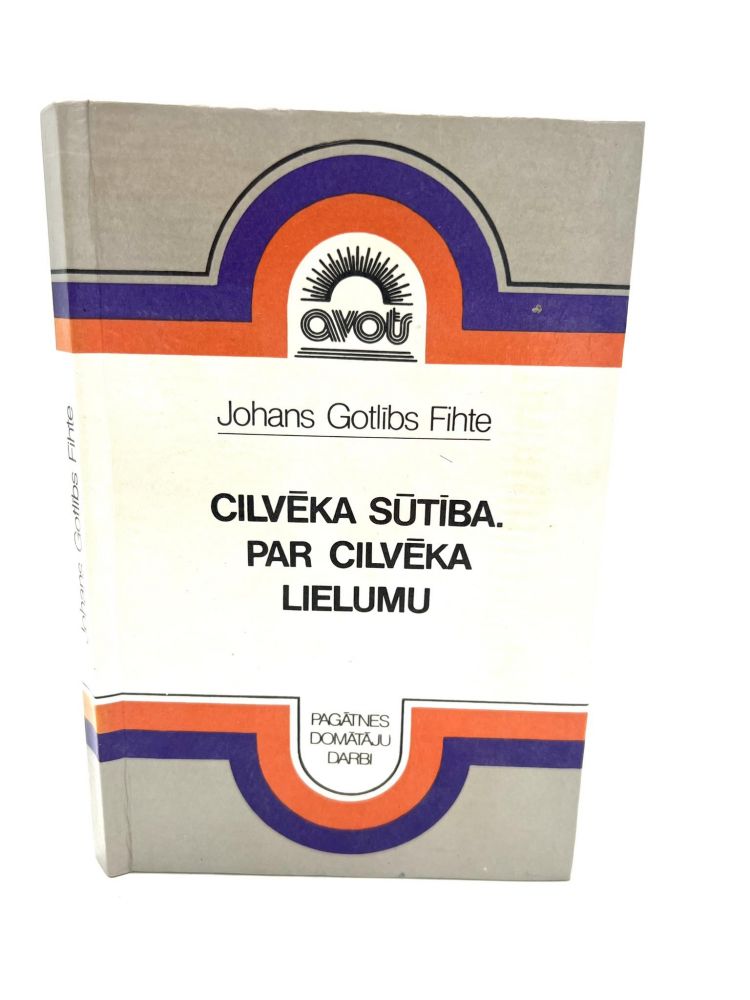 avots
Johans Gotlībs Fihte
CILVĒKA SŪTĪBA.
PAR CILVĒKA
LIELUMU
PAGĀTNES
DOMĀTĀJU
DARBI
Johans Gotlībs Fihte